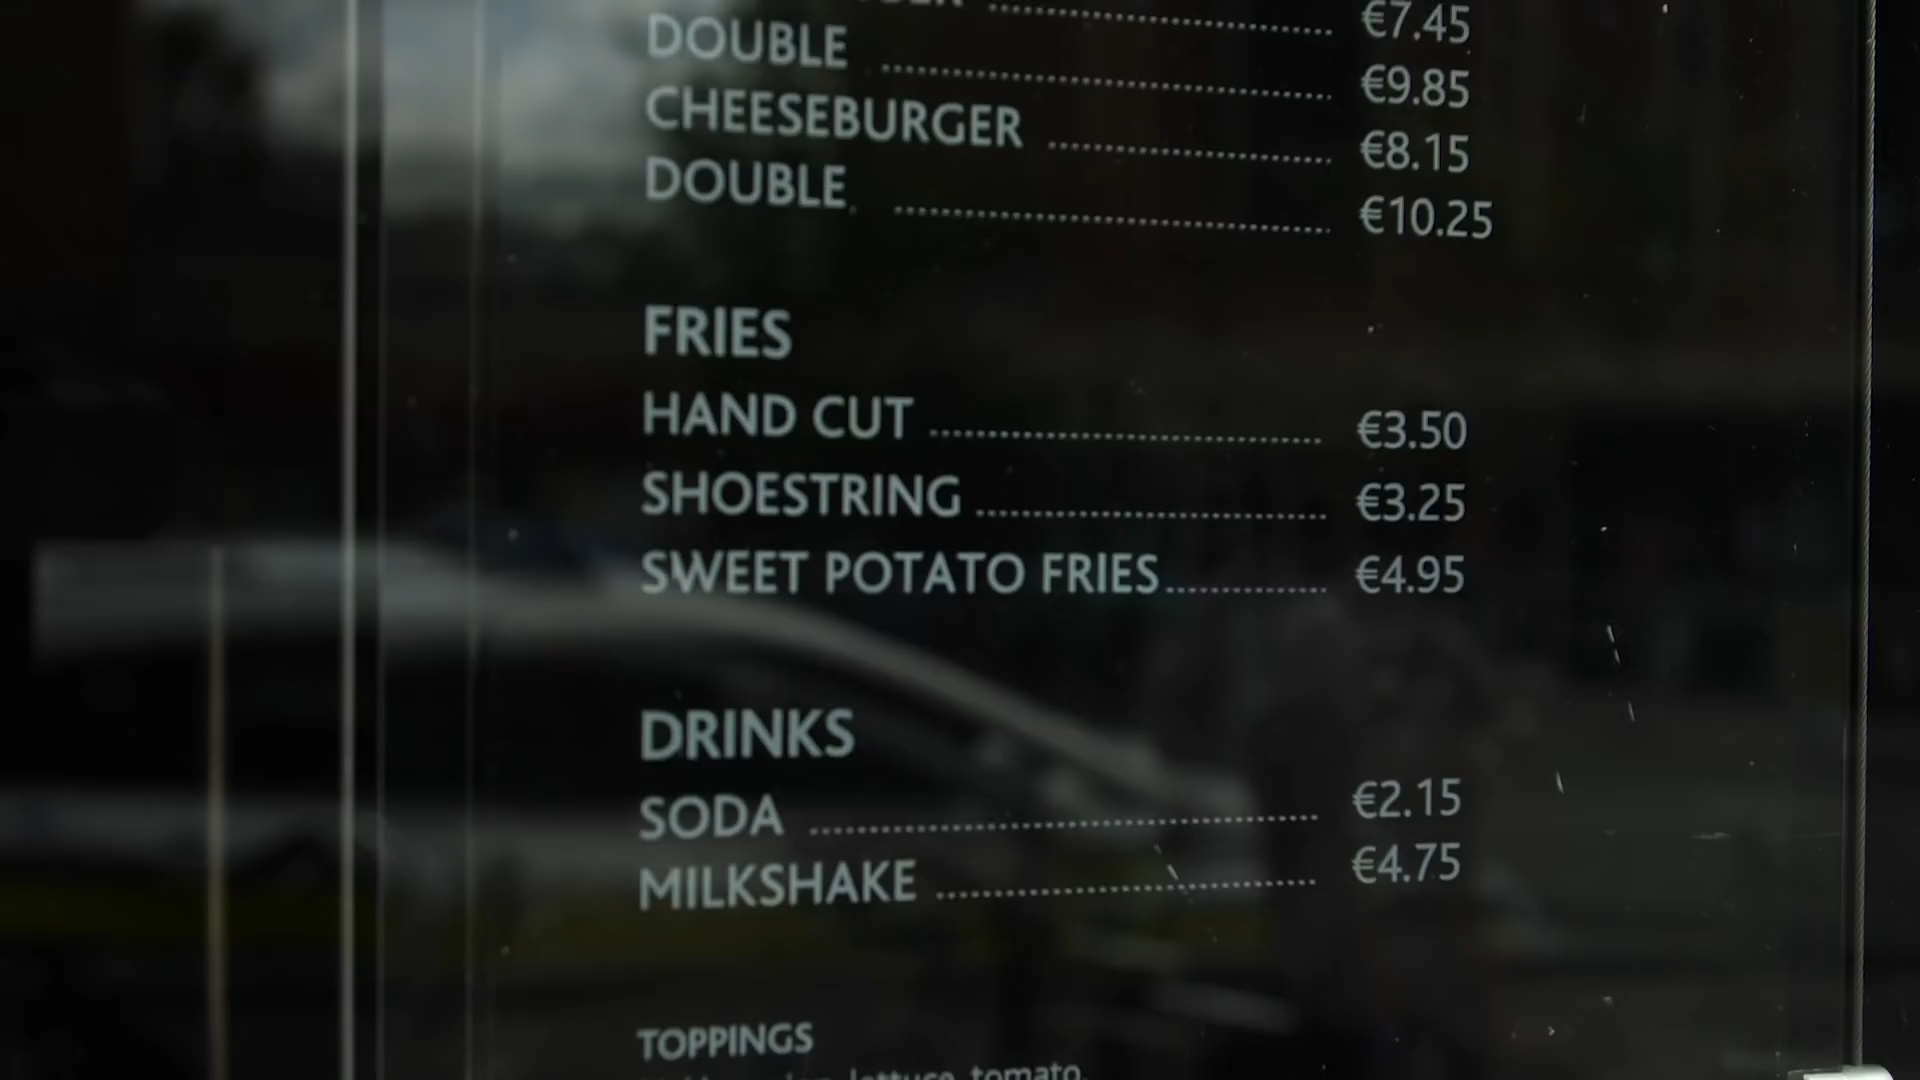 €7.45
DOUBLE ........ €9.85
CHEESEBURGER ........ €8.15
DOUBLE ........ €10.25
FRIES
HAND CUT ........ €3.50
SHOESTRING ........ €3.25
SWEET POTATO FRIES ........ €4.95
DRINKS
SODA ........ €2.15
MILKSHAKE ........ €4.75
TOPPINGS
lettuce, tomato,